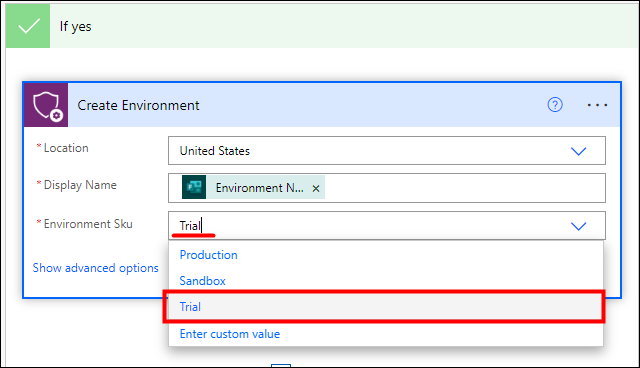 If yes
Create Environment
? ...
* Location
United States
* Display Name
Environment N... ×
* Environment Sku
Trial
Production
Sandbox
Show advanced options
Trial
Enter custom value